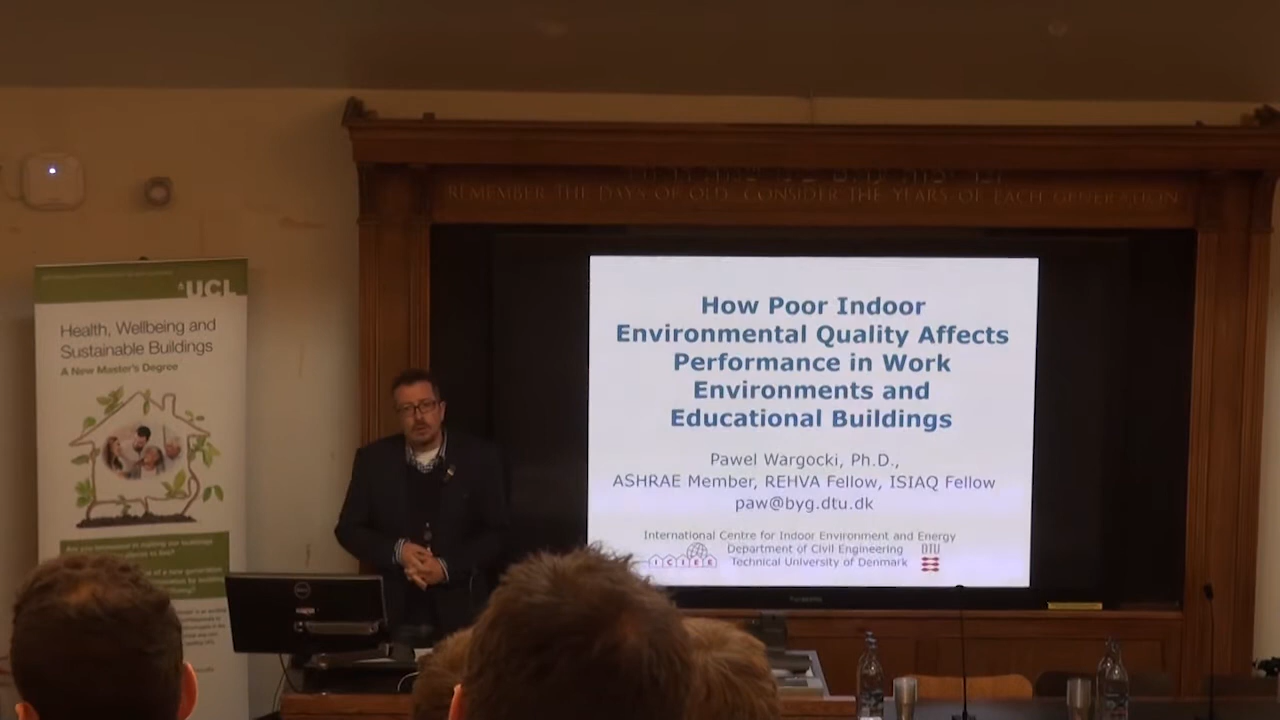 REMEMBER THE DAYS OF OLD CONSIDER THE YEARS OF EACH GENERATION
UCL
Health, Wellbeing and
Sustainable Buildings
A New Master's Degree
How Poor Indoor
Environmental Quality Affects
Performance in Work
Environments and
Educational Buildings
Pawel Wargocki, Ph.D.,
ASHRAE Member, REHVA Fellow, ISIAQ Fellow
paw@byg.dtu.dk
International Centre for Indoor Environment and Energy
Department of Civil Engineering
Technical University of Denmark
ICIEE
DTU
DELL
Panasonic